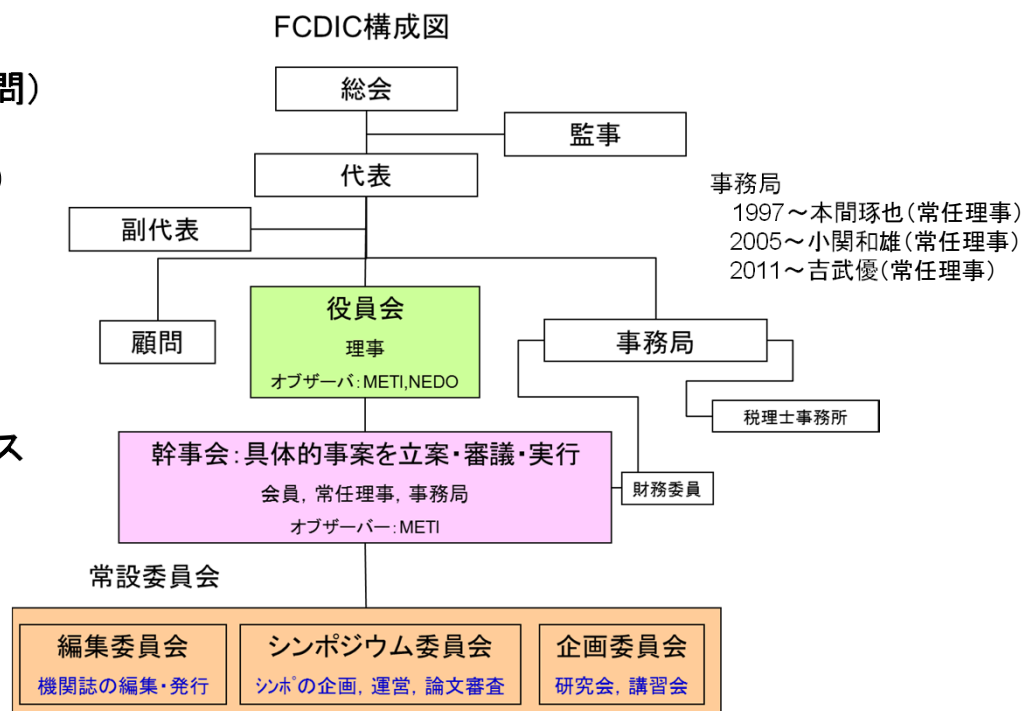 FCDIC構成図
問）
）
ス
総会
監事
代表
副代表
事務局
1997～本間琢也(常任理事)
2005～小関和雄(常任理事)
2011～吉武優(常任理事)
顧問
役員会
理事
オブザーバ：METI,NEDO
事務局
税理士事務所
幹事会：具体的事案を立案・審議・実行
会員，常任理事，事務局
オブザーバー：METI
財務委員
常設委員会
編集委員会
機関誌の編集・発行
シンポジウム委員会
ｼﾝﾎﾟの企画，運営，論文審査
企画委員会
研究会，講習会